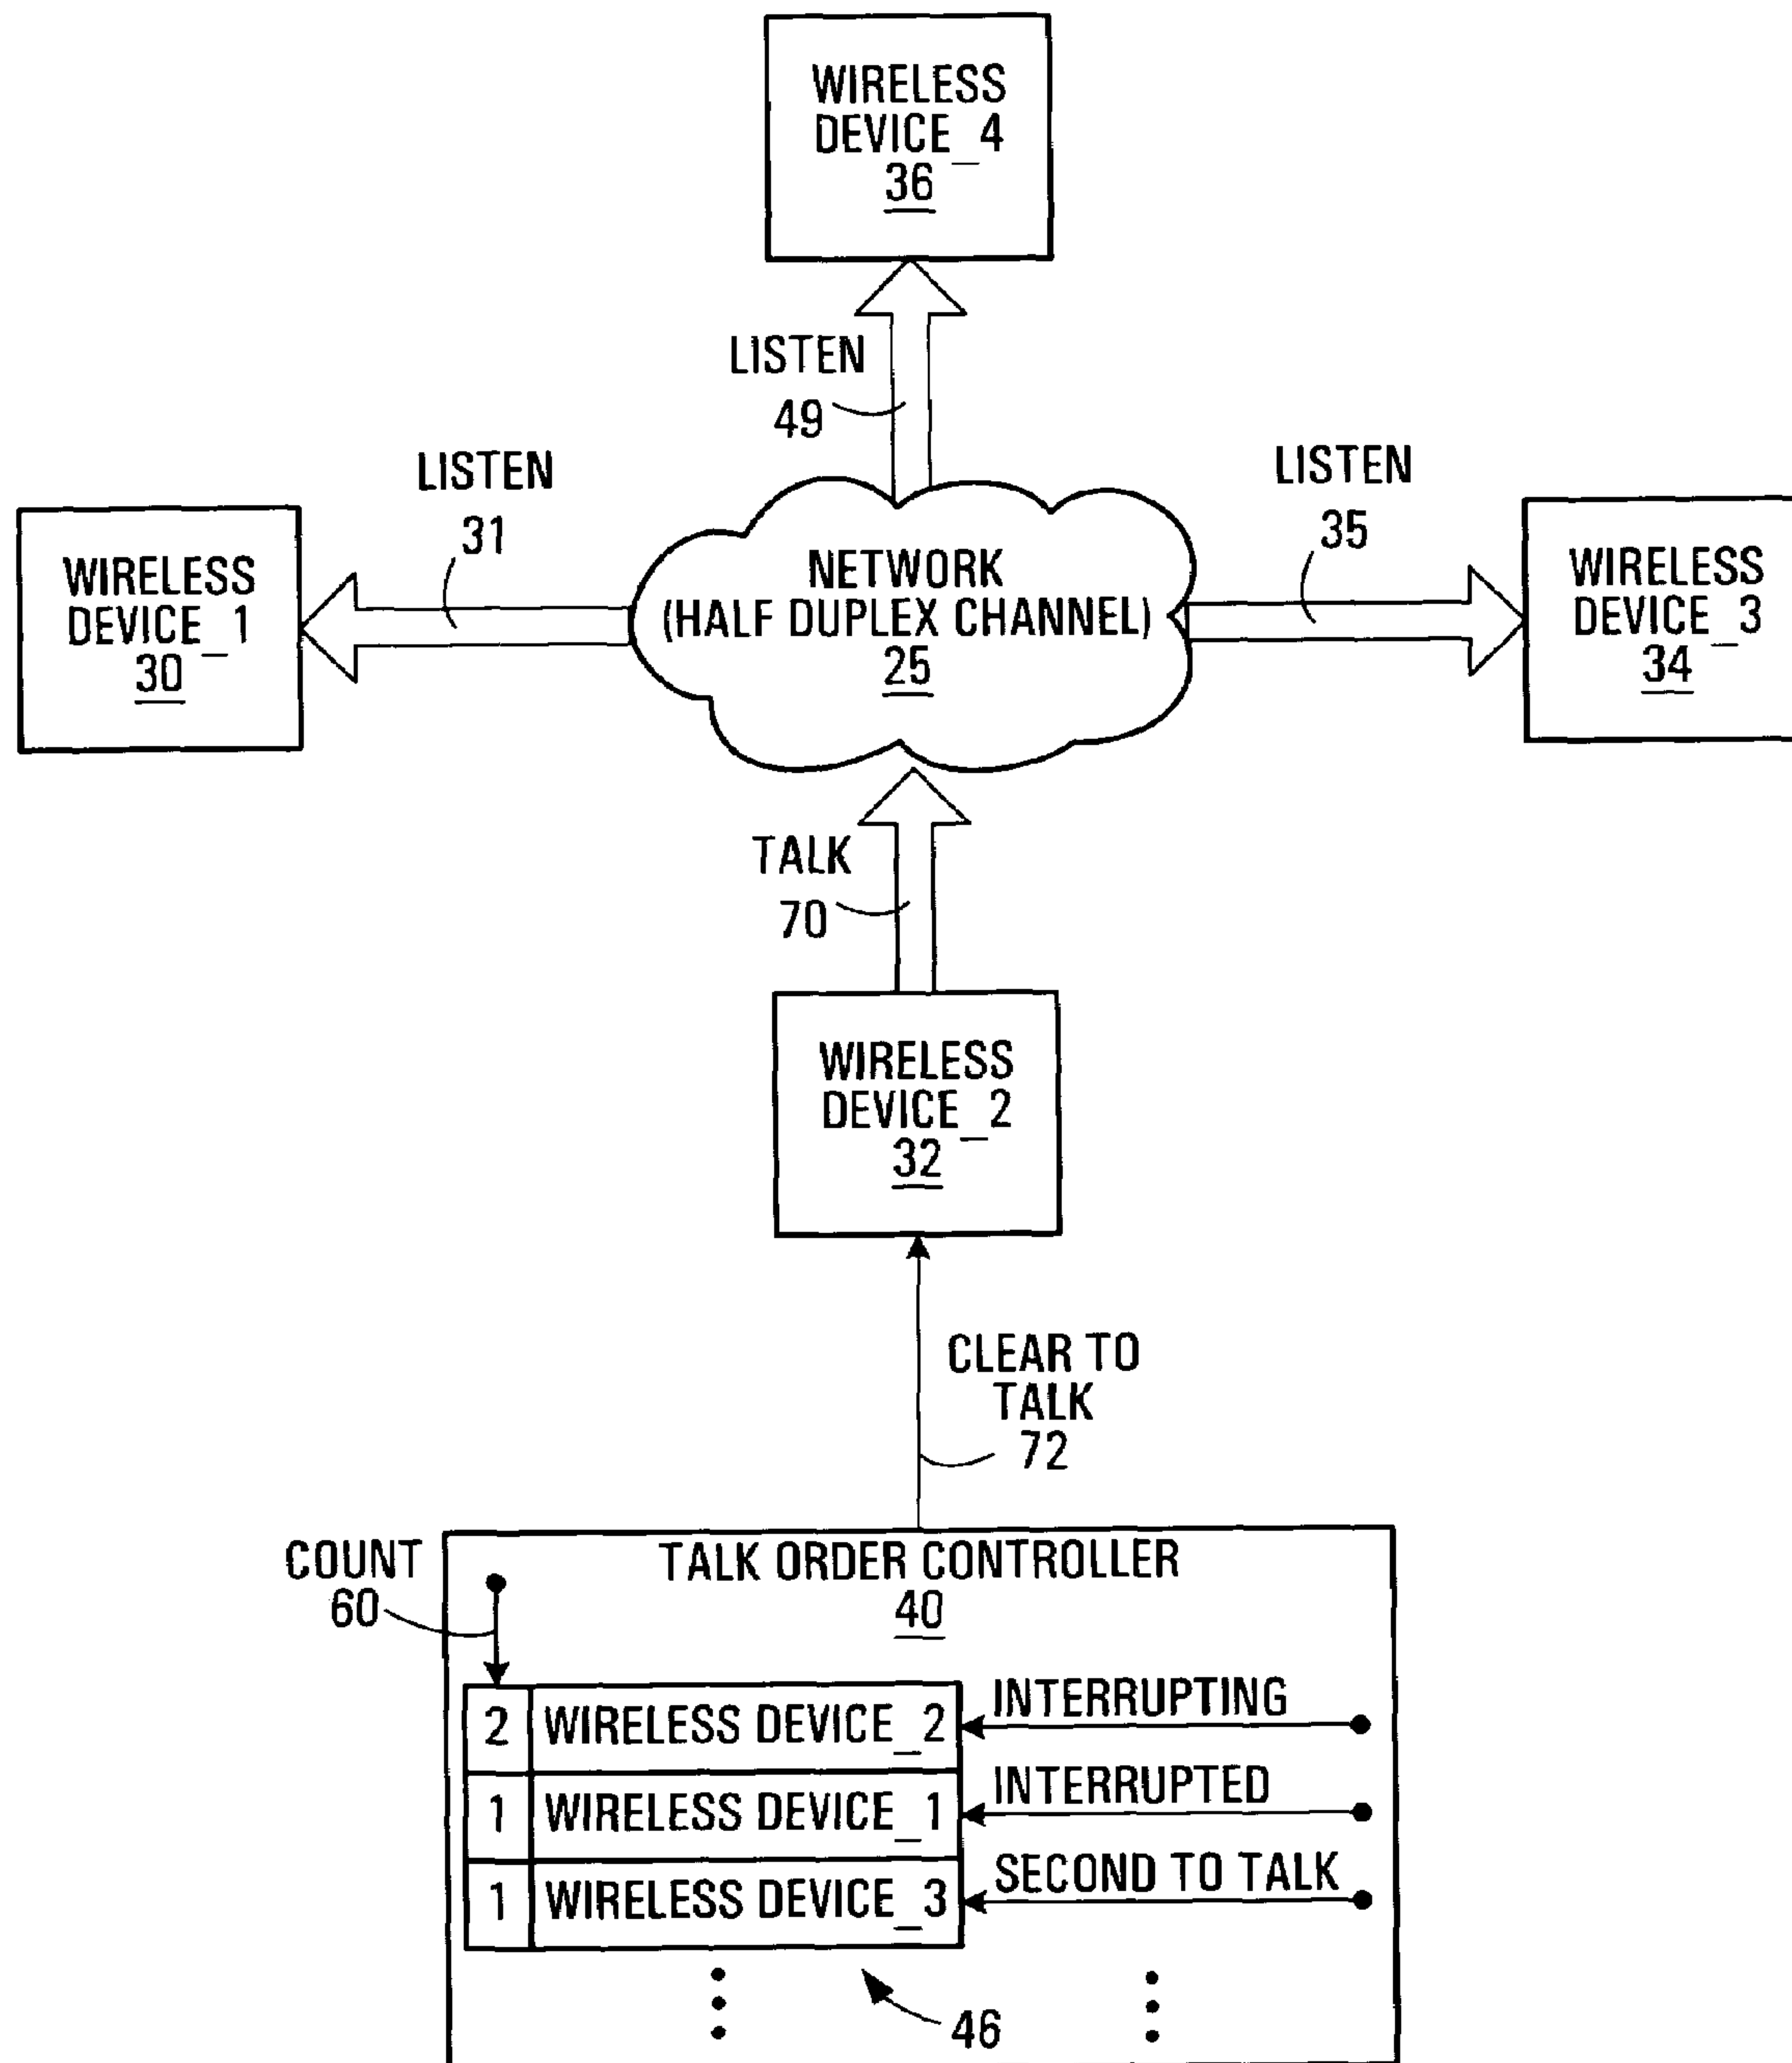 WIRELESS
DEVICE_4
36
LISTEN
49
LISTEN
31
LISTEN
35
WIRELESS
DEVICE_1
30
NETWORK
(HALF DUPLEX CHANNEL)
25
WIRELESS
DEVICE_3
34
TALK
70
WIRELESS
DEVICE_2
32
CLEAR TO
TALK
72
COUNT
60
TALK ORDER CONTROLLER
40
2 WIRELESS DEVICE_2 INTERRUPTING
1 WIRELESS DEVICE_1 INTERRUPTED
1 WIRELESS DEVICE_3 SECOND TO TALK
46